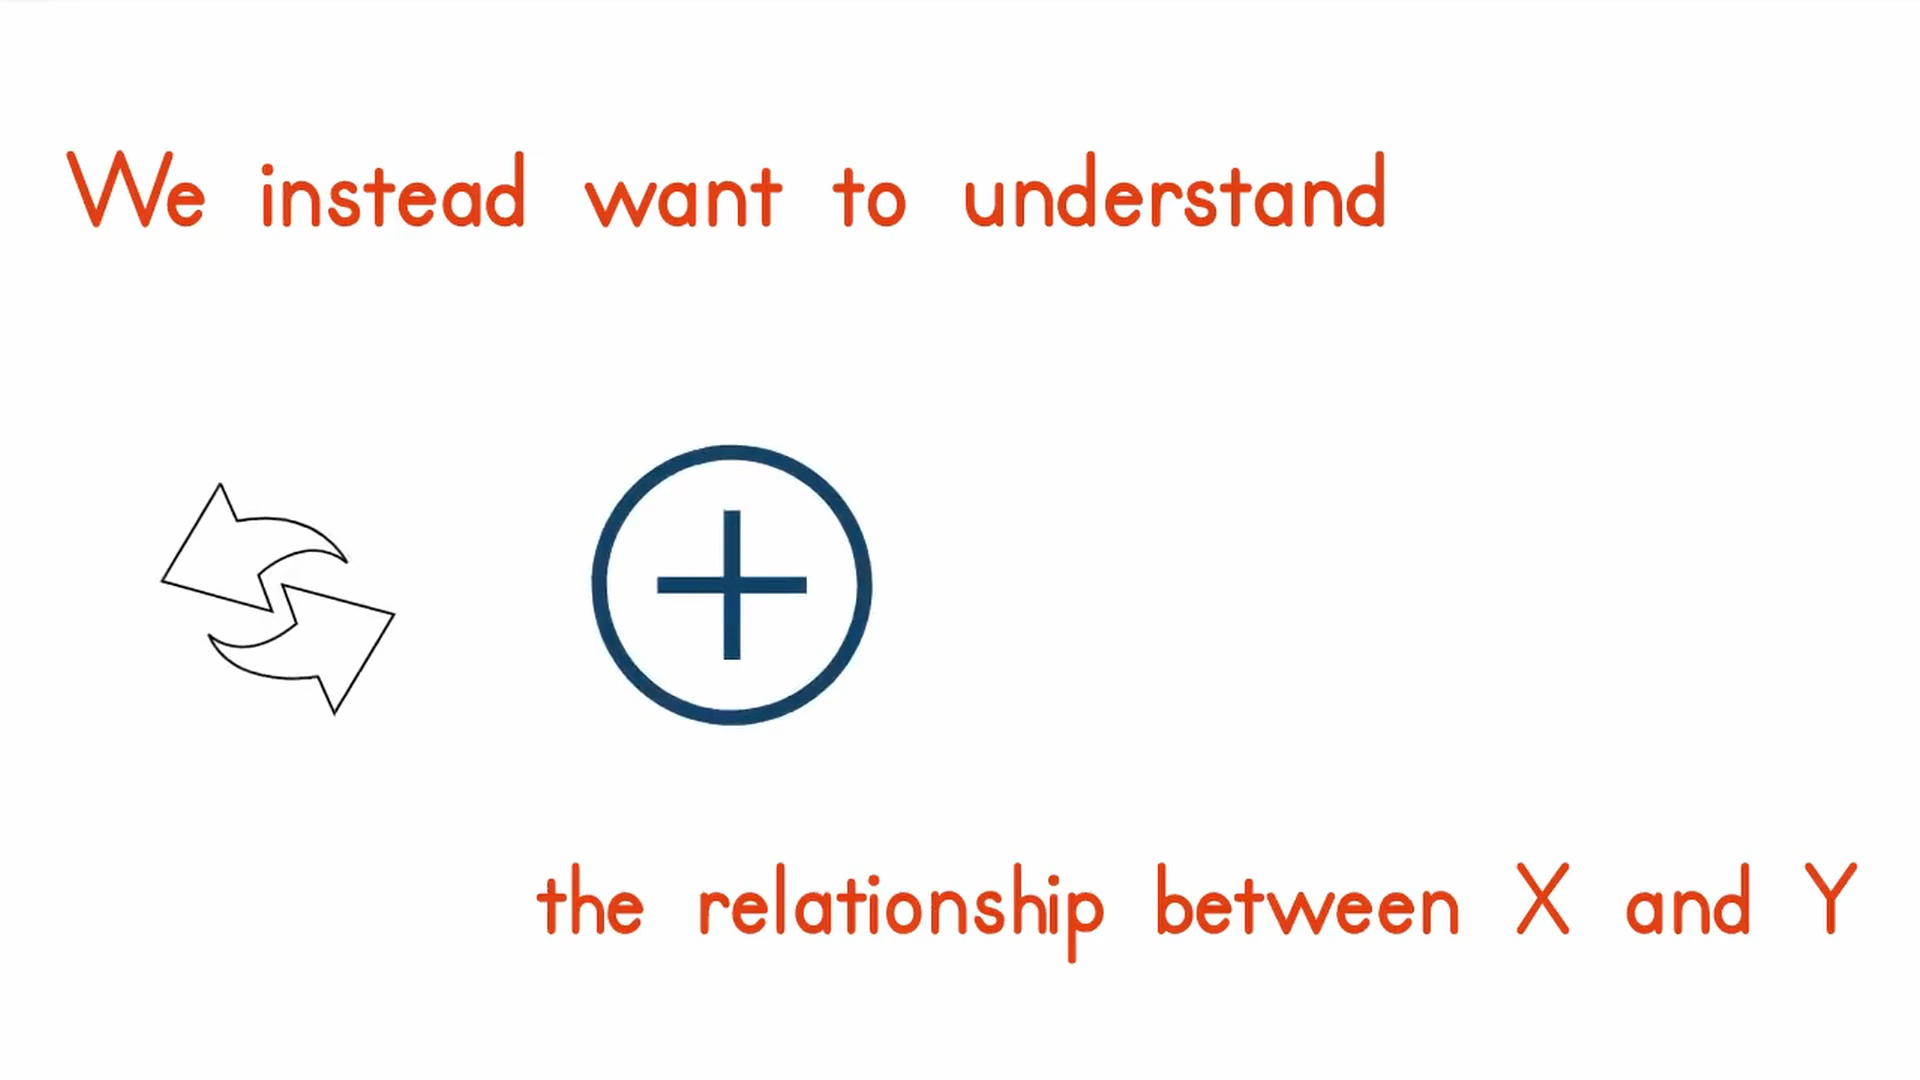 We instead want to understand
the relationship between X and Y